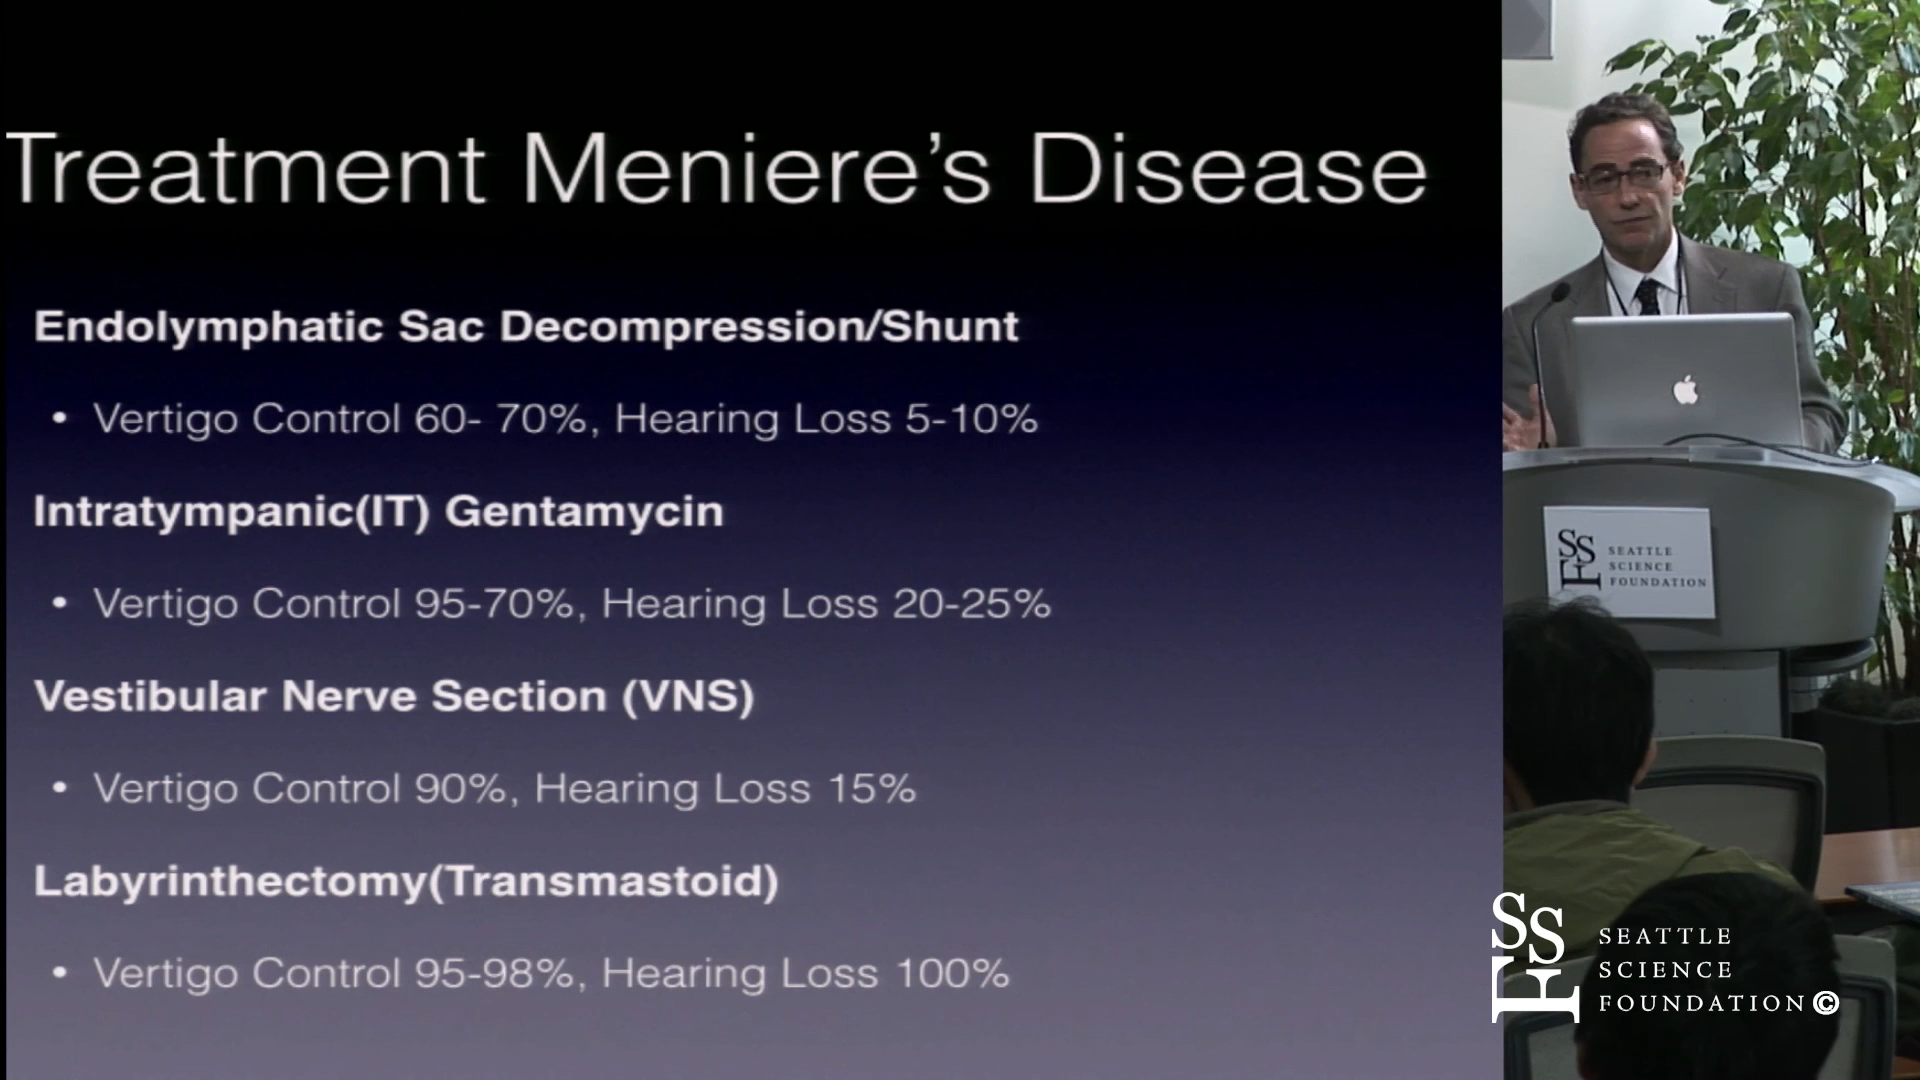 Treatment Meniere's Disease
Endolymphatic Sac Decompression/Shunt
• Vertigo Control 60- 70%, Hearing Loss 5-10%
Intratympanic(IT) Gentamycin
• Vertigo Control 95-70%, Hearing Loss 20-25%
Vestibular Nerve Section (VNS)
• Vertigo Control 90%, Hearing Loss 15%
Labyrinthectomy(Transmastoid)
• Vertigo Control 95-98%, Hearing Loss 100%
SSF
SEATTLE
SCIENCE
FOUNDATION
SSF
SEATTLE
SCIENCE
FOUNDATION©